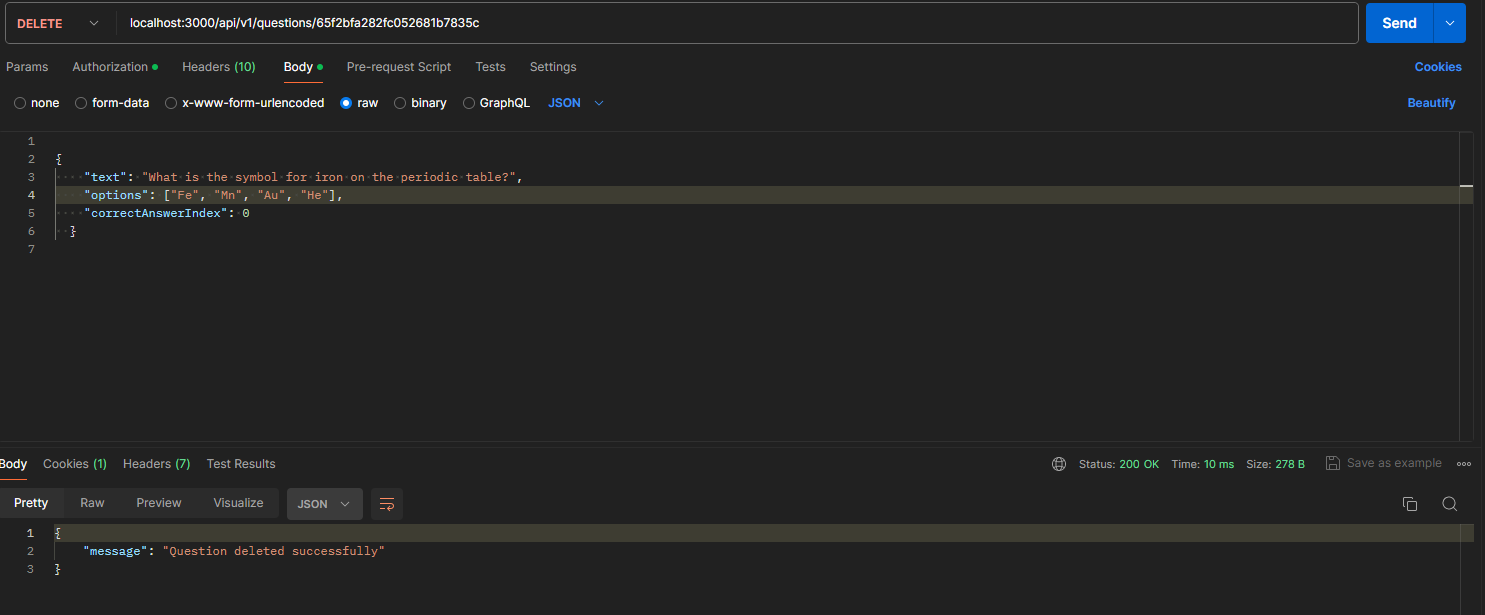 DELETE localhost:3000/api/v1/questions/65f2bfa282fc052681b7835c Send
Params Authorization Headers (10) Body Pre-request Script Tests Settings Cookies
none form-data x-www-form-urlencoded raw binary GraphQL JSON Beautify
1
2 {
3 "text": "What is the symbol for iron on the periodic table?",
4 "options": ["Fe", "Mn", "Au", "He"],
5 "correctAnswerIndex": 0
6 }
7
Body Cookies (1) Headers (7) Test Results Status: 200 OK Time: 10 ms Size: 278 B Save as example
Pretty Raw Preview Visualize JSON
1 {
2 "message": "Question deleted successfully"
3 }